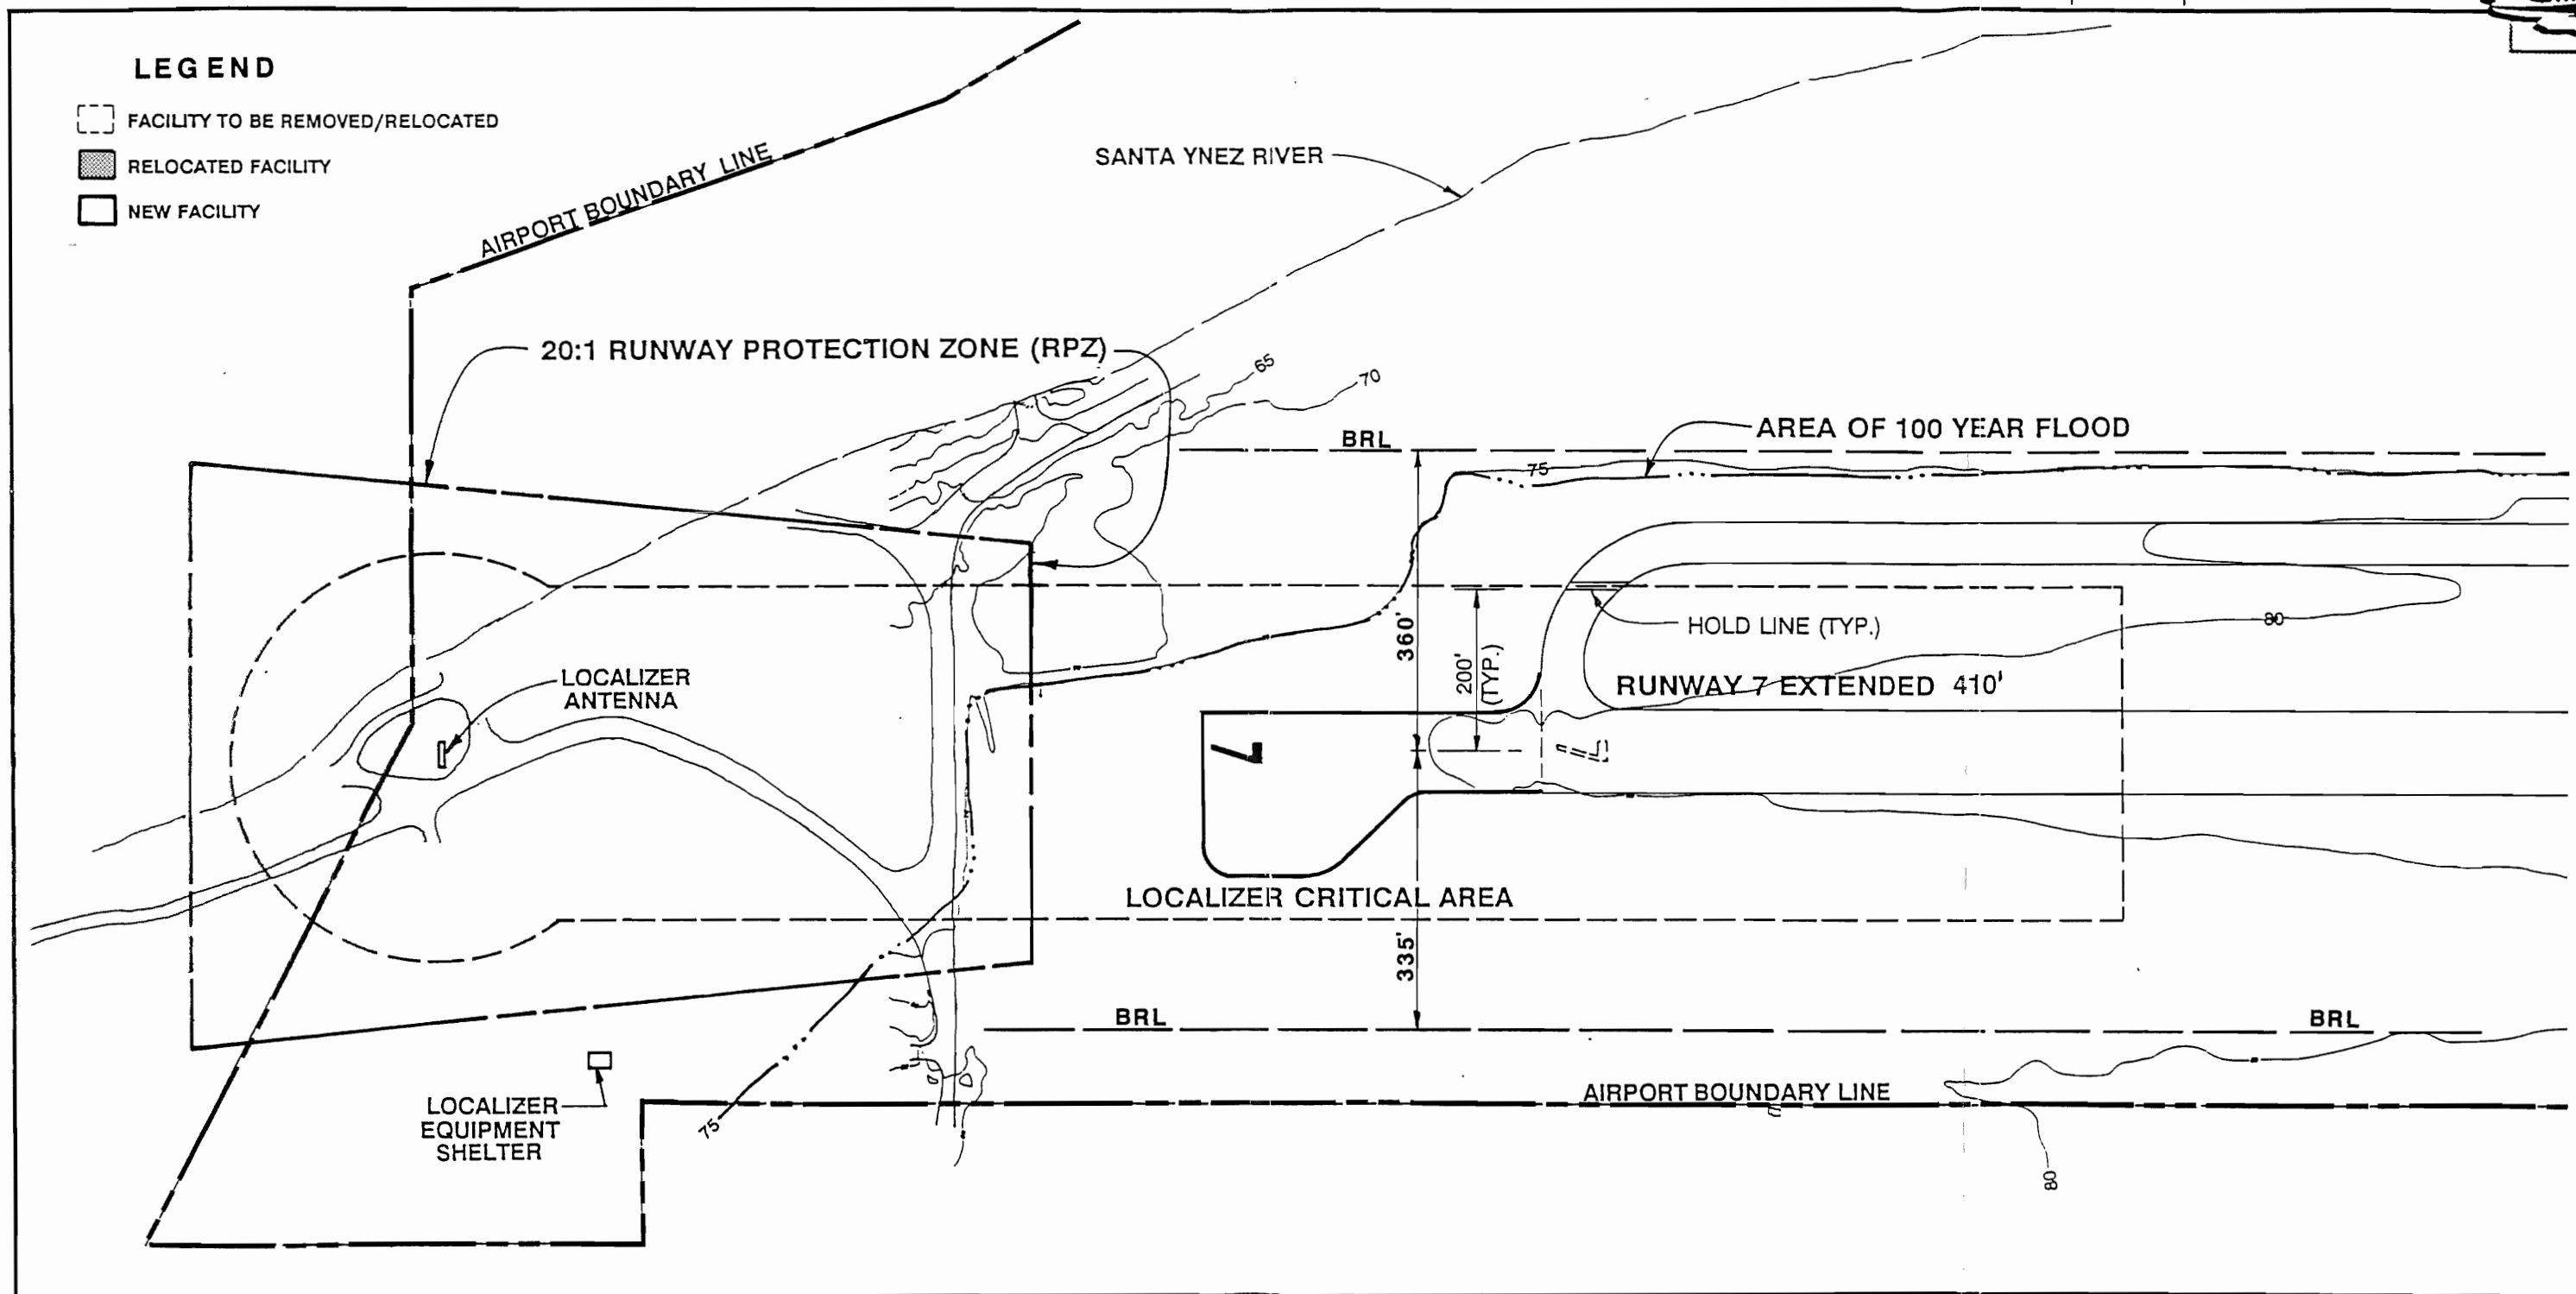 LEGEND
FACILITY TO BE REMOVED/RELOCATED
RELOCATED FACILITY
NEW FACILITY
AIRPORT BOUNDARY LINE
SANTA YNEZ RIVER
20:1 RUNWAY PROTECTION ZONE (RPZ)
65
70
BRL
AREA OF 100 YEAR FLOOD
75
360'
200'
(TYP.)
HOLD LINE (TYP.)
80
RUNWAY 7 EXTENDED 410'
LOCALIZER
ANTENNA
7
7
LOCALIZER CRITICAL AREA
335'
BRL
BRL
LOCALIZER
EQUIPMENT
SHELTER
75
AIRPORT BOUNDARY LINE
80